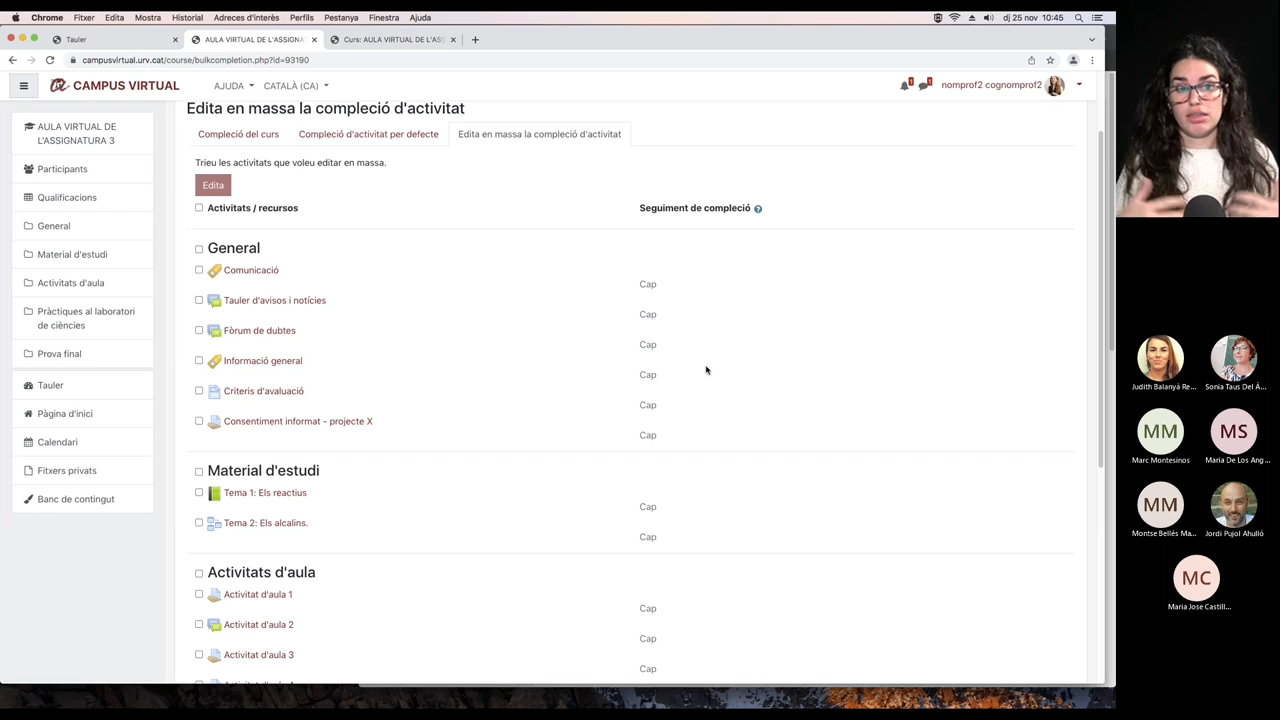 Chrome Fitxer Edita Mostra Historial Adreces d'interès Perfils Pestanya Finestra Ajuda dj 25 nov 10:45
Tauler AULA VIRTUAL DE L'ASSIGNA Curs: AULA VIRTUAL DE L'ASS
campusvirtual.urv.cat/course/bulkcompletion.php?id=93190
CAMPUS VIRTUAL AJUDA CATALÀ (CA) 1 1 nomprof2 cognomprof2
AULA VIRTUAL DE
L'ASSIGNATURA 3
Participants
Qualificacions
General
Material d'estudi
Activitats d'aula
Pràctiques al laboratori
de ciències
Prova final
Tauler
Pàgina d'inici
Calendari
Fitxers privats
Banc de contingut
Edita en massa la compleció d'activitat
Compleció del curs Compleció d'activitat per defecte Edita en massa la compleció d'activitat
Trieu les activitats que voleu editar en massa.
Edita
Activitats / recursos Seguiment de compleció ?
General
Comunicació
Cap
Tauler d'avisos i notícies
Cap
Fòrum de dubtes
Cap
Informació general
Cap
Criteris d'avaluació
Cap
Consentiment informat - projecte X
Cap
Material d'estudi
Tema 1: Els reactius
Cap
Tema 2: Els alcalins.
Cap
Activitats d'aula
Activitat d'aula 1
Cap
Activitat d'aula 2
Cap
Activitat d'aula 3
Cap
Judith Balanyà Re... Sonia Taus Del Á...
MM MS
Marc Montesinos Maria De Los Ang...
MM
Montse Bellés Ma... Jordi Pujol Ahulló
MC
Maria Jose Castill...